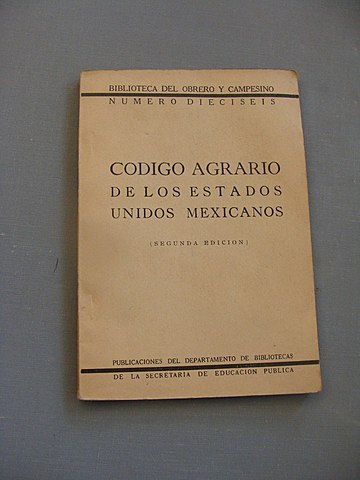 BIBLIOTECA DEL OBRERO Y CAMPESINO
NUMERO DIECISEIS
CODIGO AGRARIO
DE LOS ESTADOS
UNIDOS MEXICANOS
(SEGUNDA EDICION)
PUBLICACIONES DEL DEPARTAMENTO DE BIBLIOTECAS
DE LA SECRETARIA DE EDUCACION PUBLICA